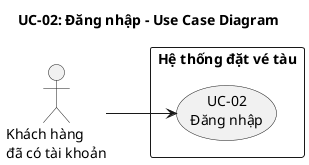 UC-02: Đăng nhập - Use Case Diagram
Hệ thống đặt vé tàu
UC-02
Đăng nhập
Khách hàng
đã có tài khoản